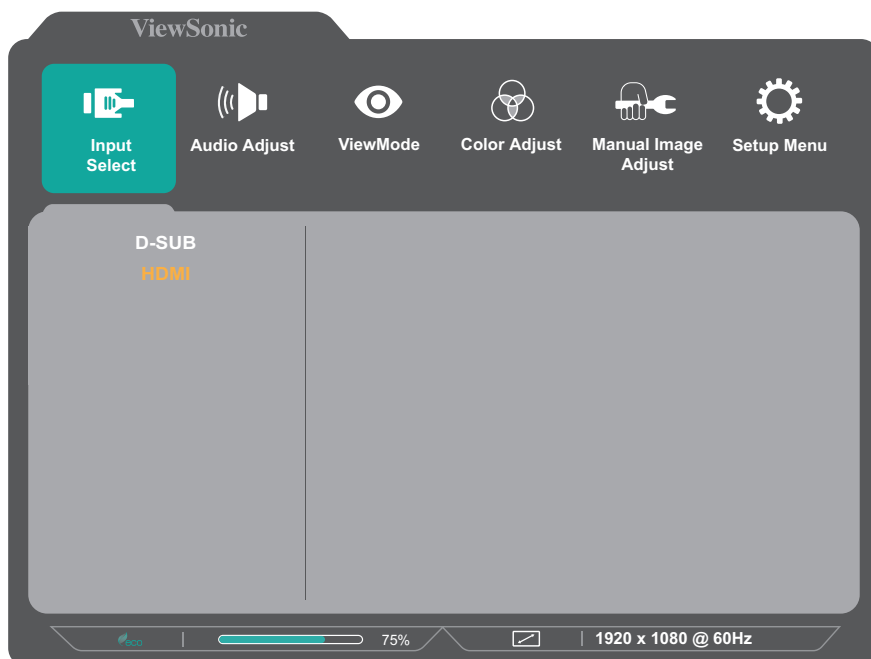 ViewSonic
Input
Select
Audio Adjust
ViewMode
Color Adjust
Manual Image
Adjust
Setup Menu
D-SUB
HDMI
eco
75%
1920 x 1080 @ 60Hz